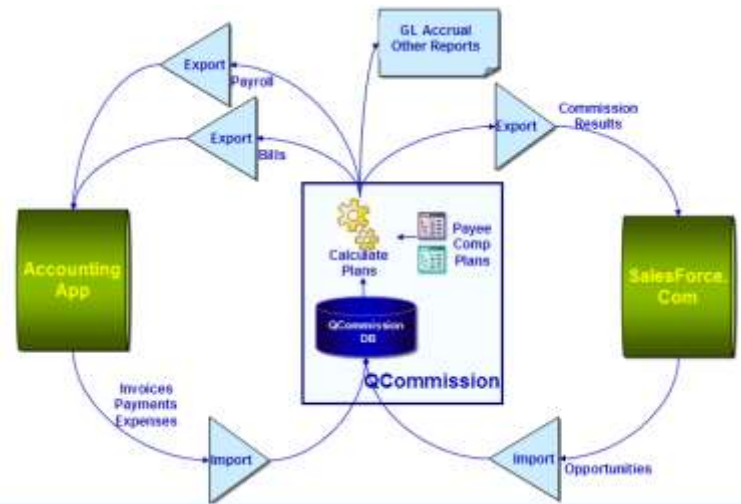 GL Accrual
Other Reports
Export
Payroll
Export
Bills
Export
Commission
Results
Calculate
Plans
Payee
Comp
Plans
Accounting
App
SalesForce.
Com
QCommission
DB
QCommission
Invoices
Payments
Expenses
Import
Import
Opportunities